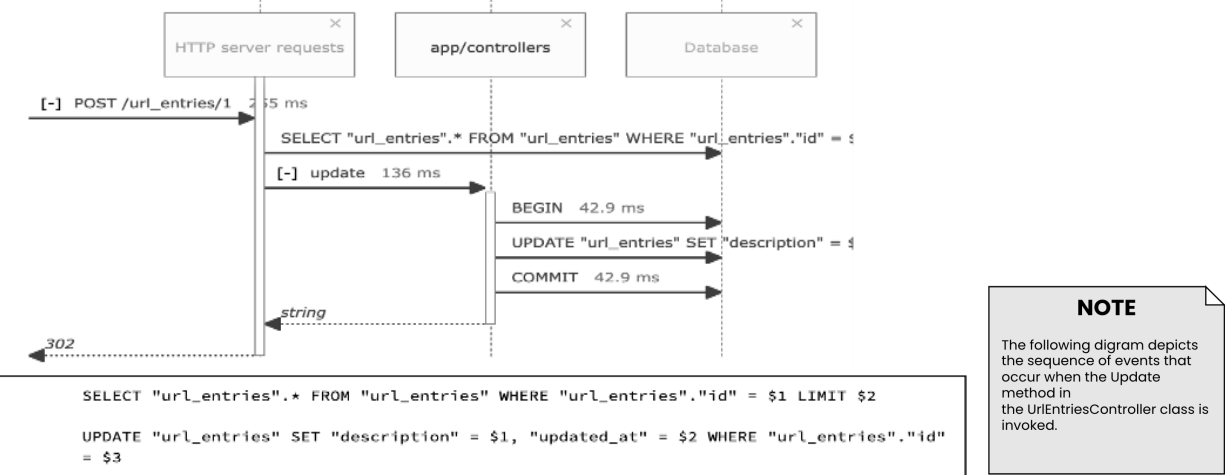 HTTP server requests
app/controllers
Database
[-] POST /url_entries/1 255 ms
SELECT "url_entries".* FROM "url_entries" WHERE "url_entries"."id" = $
[-] update 136 ms
BEGIN 42.9 ms
UPDATE "url_entries" SET "description" = $
COMMIT 42.9 ms
string
302
SELECT "url_entries".* FROM "url_entries" WHERE "url_entries"."id" = $1 LIMIT $2
UPDATE "url_entries" SET "description" = $1, "updated_at" = $2 WHERE "url_entries"."id"
= $3
NOTE
The following digram depicts
the sequence of events that
occur when the Update
method in
the UrlEntriesController class is
invoked.